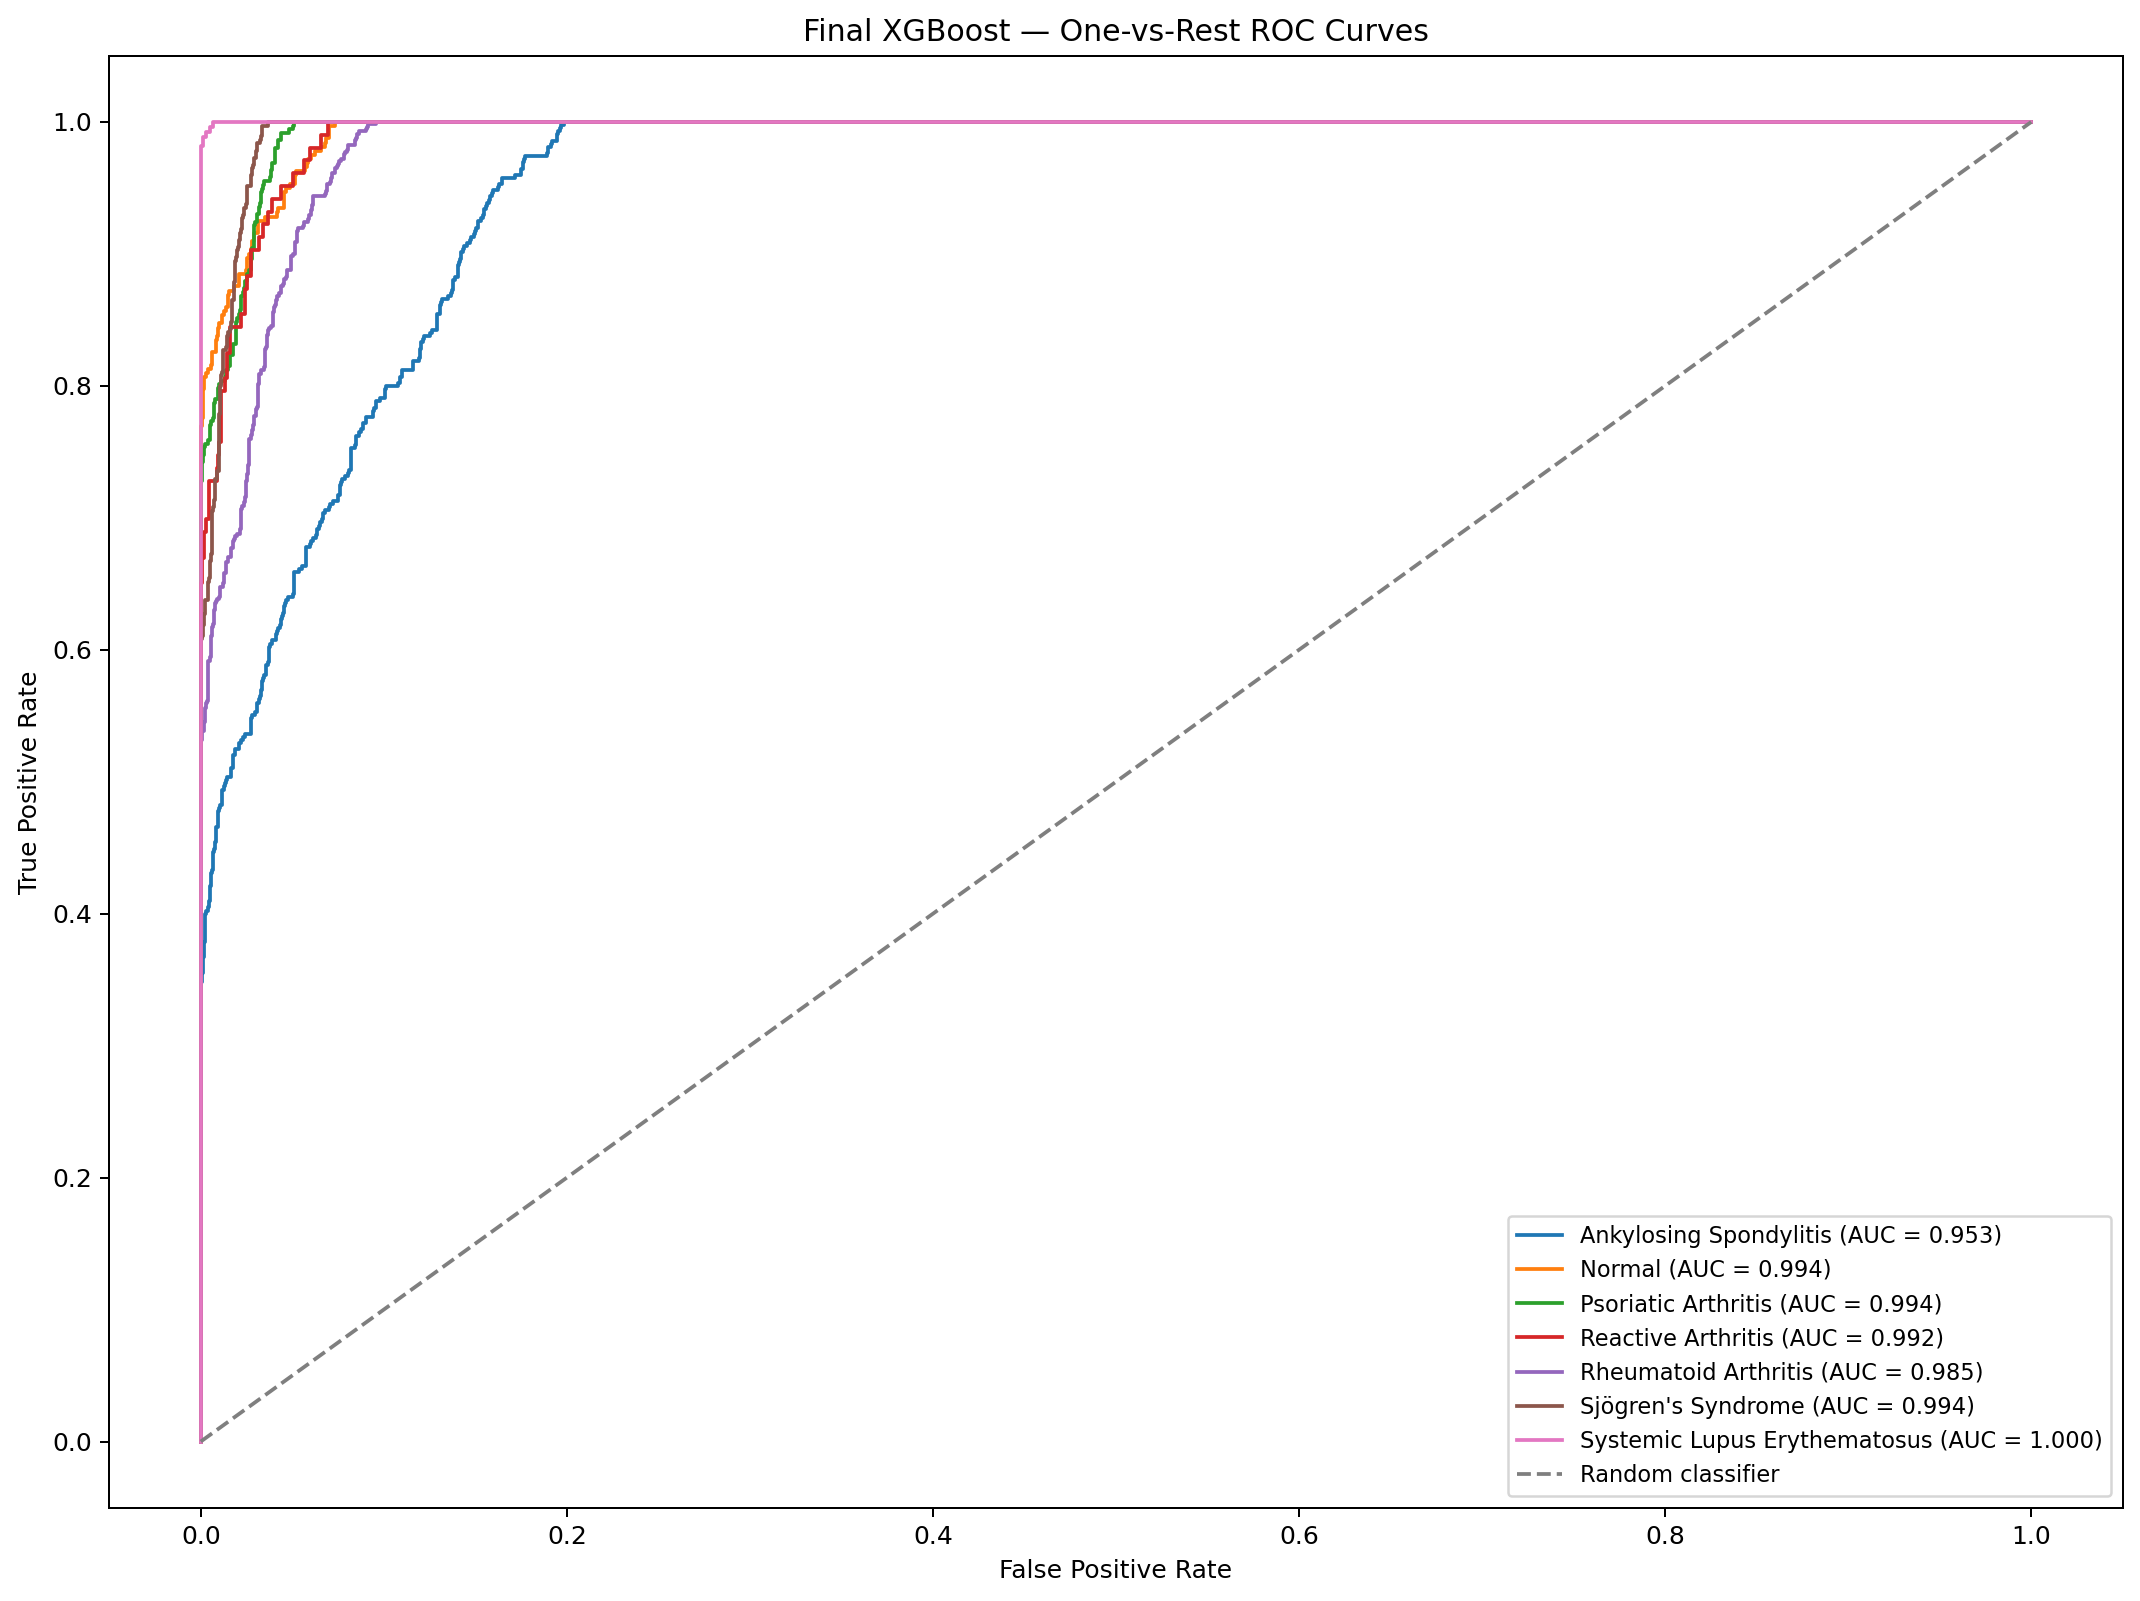 Final XGBoost — One-vs-Rest ROC Curves
True Positive Rate
1.0
0.8
0.6
0.4
0.2
0.0
0.0 0.2 0.4 0.6 0.8 1.0
False Positive Rate
Ankylosing Spondylitis (AUC = 0.953)
Normal (AUC = 0.994)
Psoriatic Arthritis (AUC = 0.994)
Reactive Arthritis (AUC = 0.992)
Rheumatoid Arthritis (AUC = 0.985)
Sjögren's Syndrome (AUC = 0.994)
Systemic Lupus Erythematosus (AUC = 1.000)
Random classifier